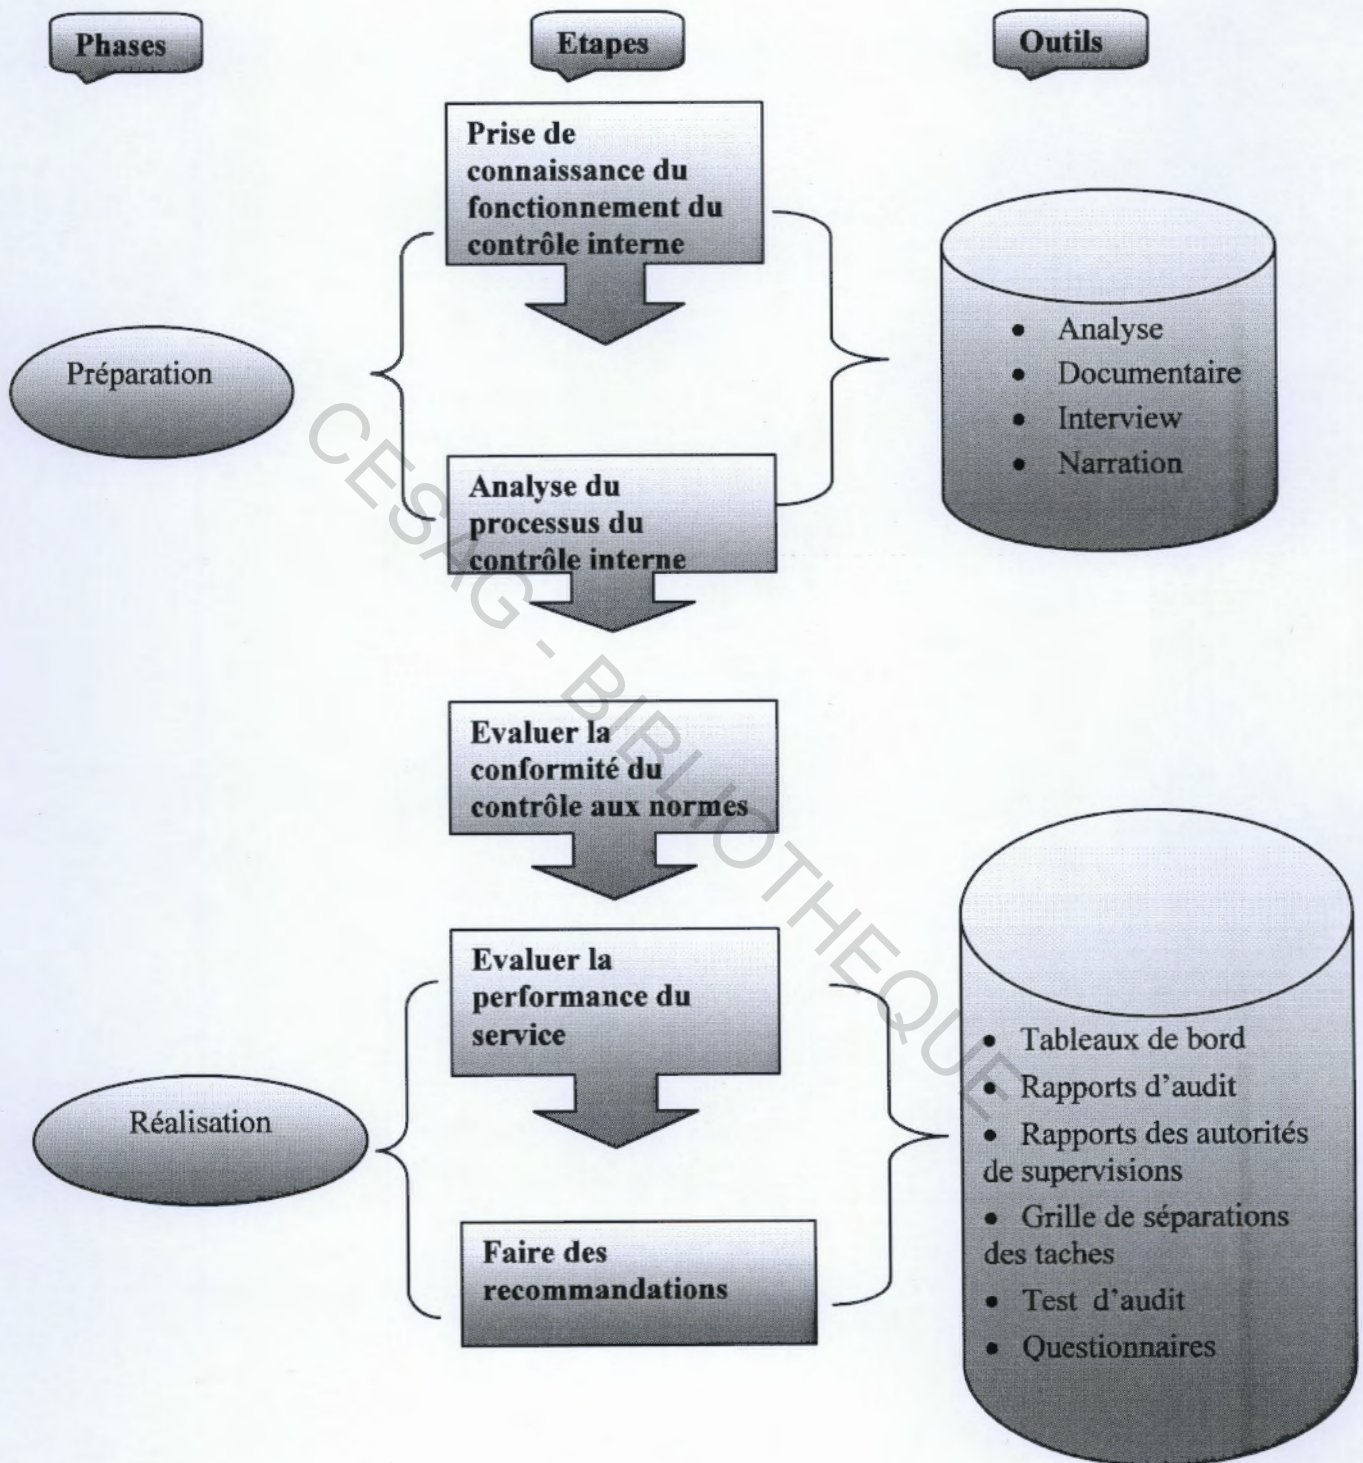 Phases
Etapes
Outils
Prise de
connaissance du
fonctionnement du
contrôle interne
Préparation
• Analyse
• Documentaire
• Interview
• Narration
Analyse du
processus du
contrôle interne
Evaluer la
conformité du
contrôle aux normes
Evaluer la
performance du
service
Réalisation
• Tableaux de bord
• Rapports d’audit
• Rapports des autorités
de supervisions
• Grille de séparations
des taches
• Test d’audit
• Questionnaires
Faire des
recommandations
CESAG - BIBLIOTHEQUE